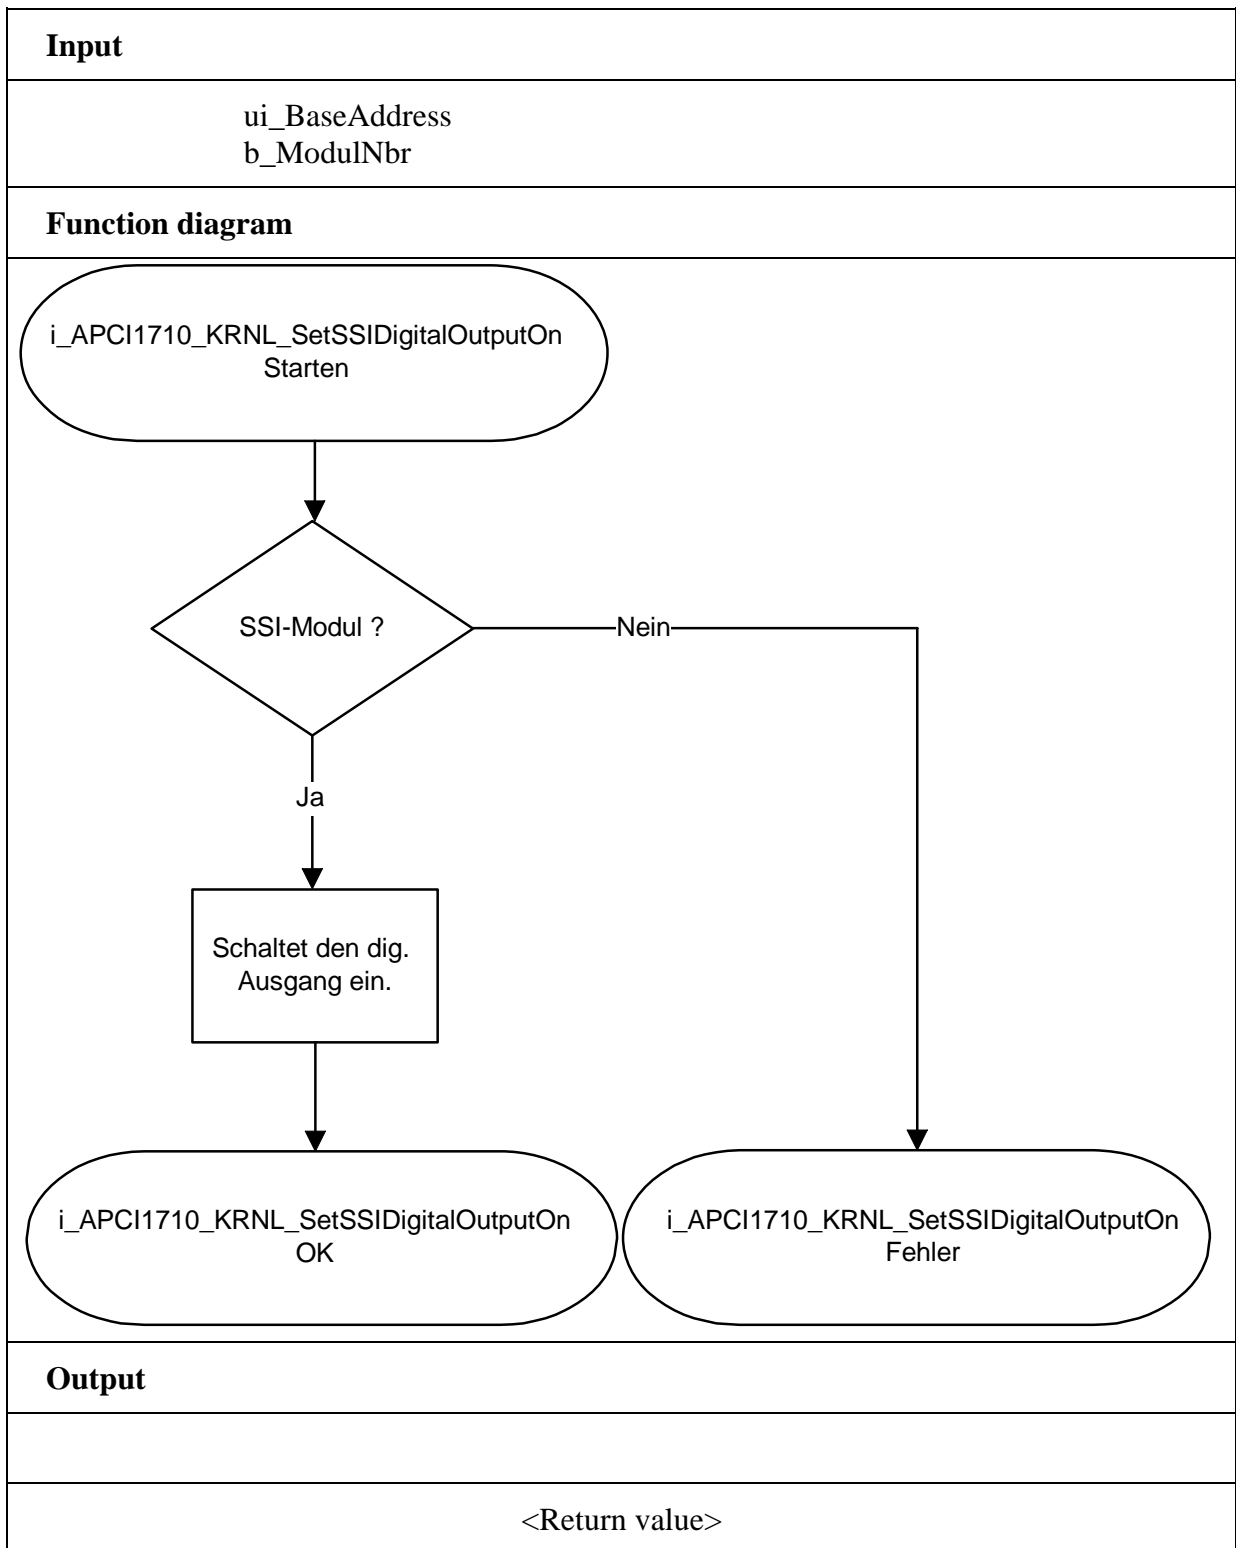 Input
ui_BaseAddress
b_ModulNbr
Function diagram
i_APCI1710_KRNL_SetSSIDigitalOutputOn
Starten
SSI-Modul ?
Nein
Ja
Schaltet den dig.
Ausgang ein.
i_APCI1710_KRNL_SetSSIDigitalOutputOn
OK
i_APCI1710_KRNL_SetSSIDigitalOutputOn
Fehler
Output
<Return value>